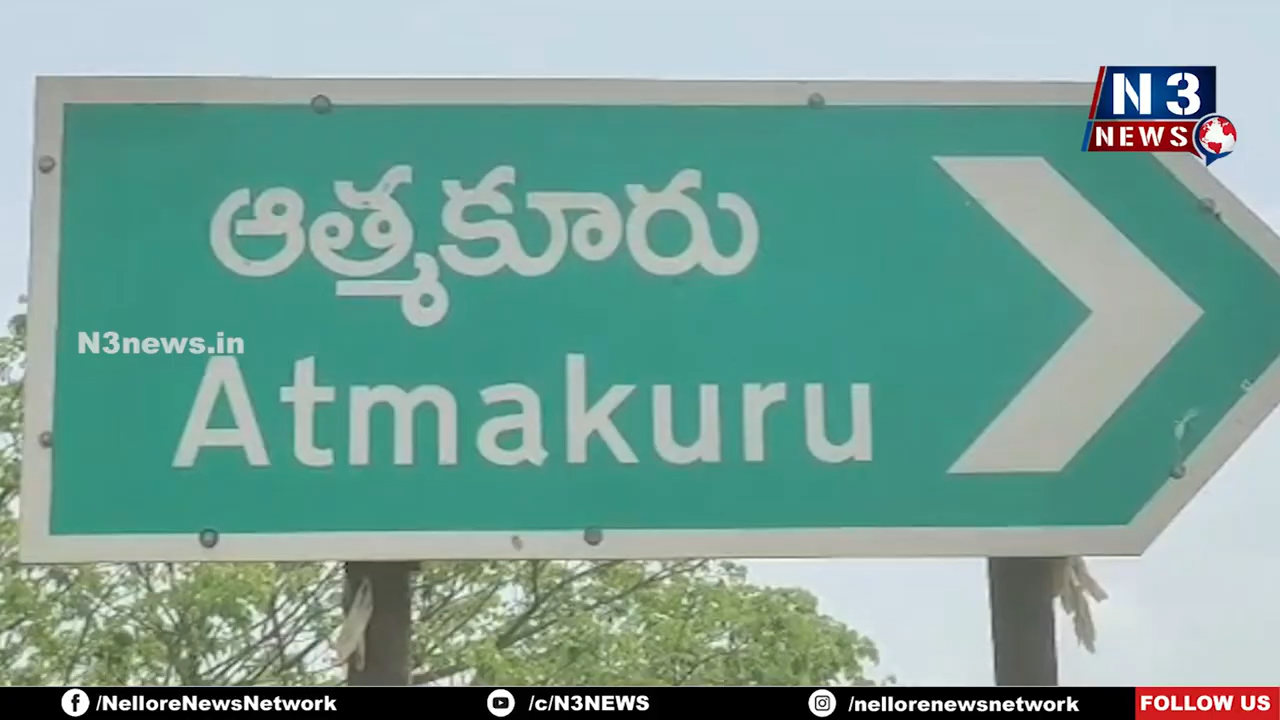 N3
NEWS
ఆత్మకూరు
N3news.in
Atmakuru
/NelloreNewsNetwork
/c/N3NEWS
/nellorenewsnetwork
FOLLOW US